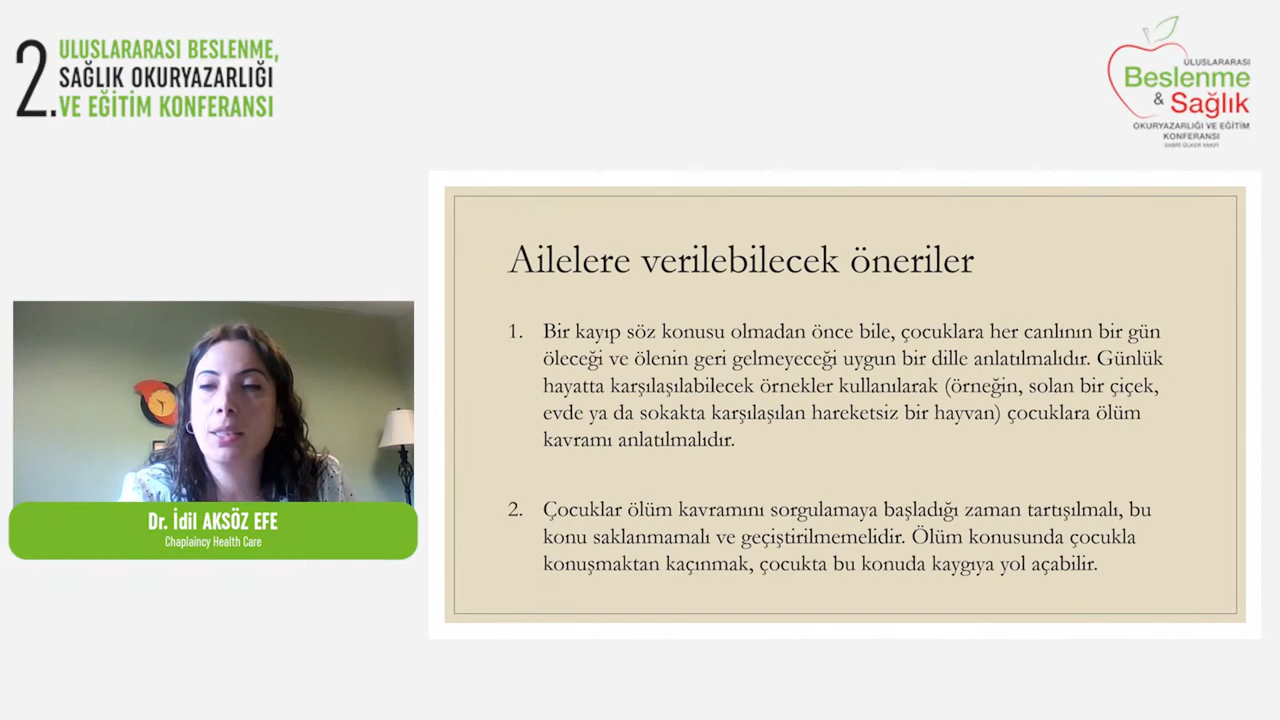 2.
ULUSLARARASI BESLENME,
SAĞLIK OKURYAZARLIĞI
VE EĞİTİM KONFERANSI
ULUSLARARASI
Beslenme
& Sağlık
OKURYAZARLIĞI VE EĞİTİM
KONFERANSI
SABRİ ÜLKER VAKFI
Ailelere verilebilecek öneriler
1. Bir kayıp söz konusu olmadan önce bile, çocuklara her canlının bir gün
öleceği ve ölenin geri gelmeyeceği uygun bir dille anlatılmalıdır. Günlük
hayatta karşılaşılabilecek örnekler kullanılarak (örneğin, solan bir çiçek,
evde ya da sokakta karşılaşılan hareketsiz bir hayvan) çocuklara ölüm
kavramı anlatılmalıdır.
2. Çocuklar ölüm kavramını sorgulamaya başladığı zaman tartışılmalı, bu
konu saklanmamalı ve geçiştirilmemelidir. Ölüm konusunda çocukla
konuşmaktan kaçınmak, çocukta bu konuda kaygıya yol açabilir.
Dr. İdil AKSÖZ EFE
Chaplaincy Health Care